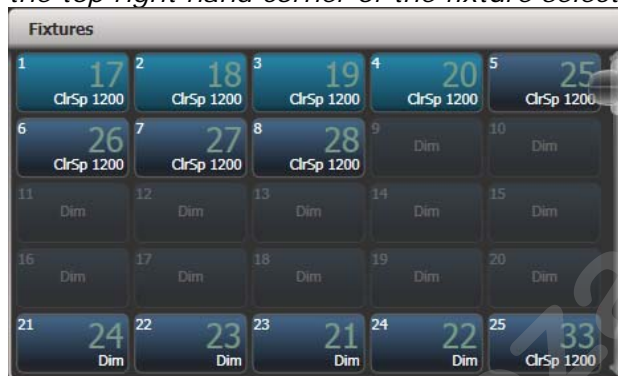 the top right-hand corner of the fixture select
Fixtures
1 17 2 18 3 19 4 20 5 25
ClrSp 1200 ClrSp 1200 ClrSp 1200 ClrSp 1200 ClrSp 1200
6 26 7 27 8 28 9 10
ClrSp 1200 ClrSp 1200 ClrSp 1200 Dim Dim
11 12 13 14 15
Dim Dim Dim Dim Dim
16 17 18 19 20
Dim Dim Dim Dim Dim
21 24 22 23 23 21 24 22 25 33
Dim Dim Dim Dim ClrSp 1200